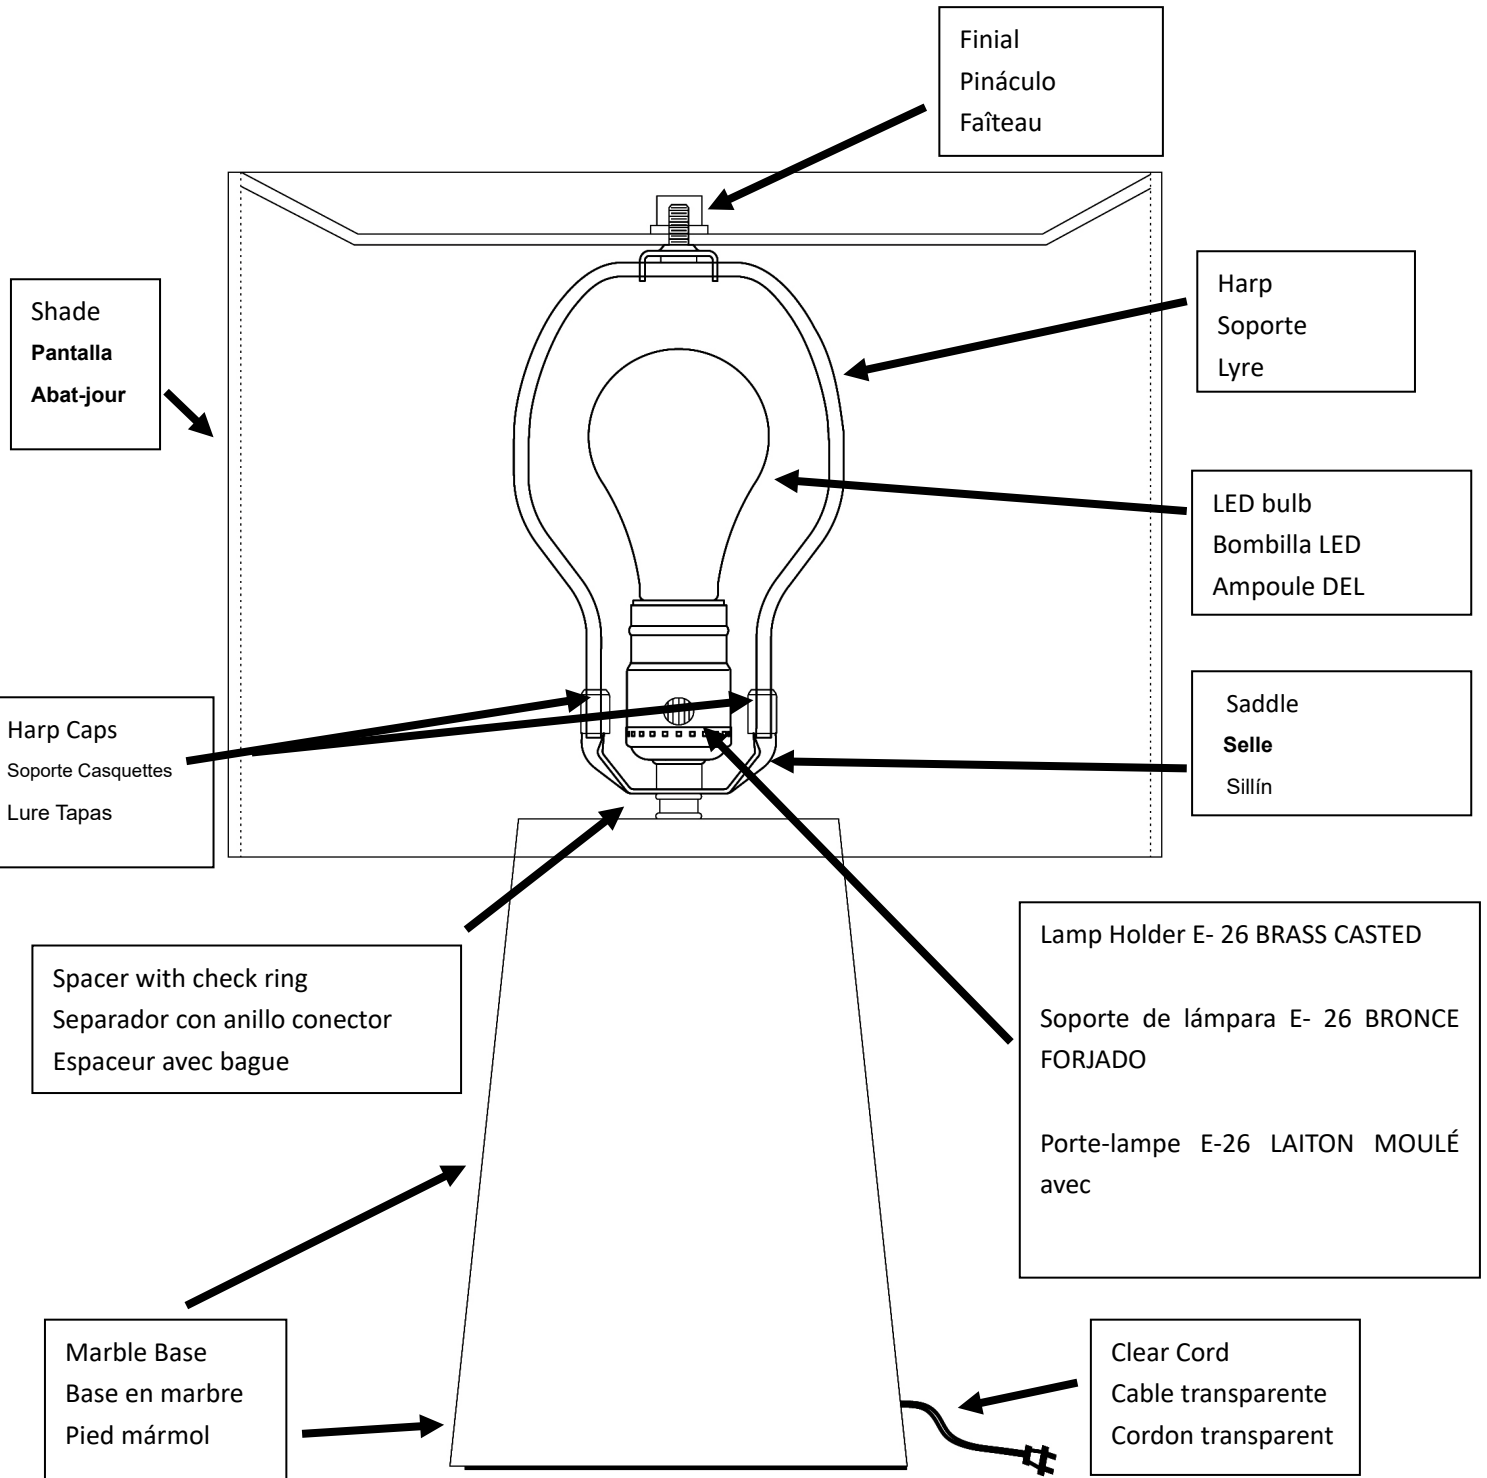 Finial
Pináculo
Faîteau
Shade
Pantalla
Abat-jour
Harp
Soporte
Lyre
LED bulb
Bombilla LED
Ampoule DEL
Harp Caps
Soporte Casquettes
Lure Tapas
Saddle
Selle
Sillín
Spacer with check ring
Separador con anillo conector
Espaceur avec bague
Lamp Holder E- 26 BRASS CASTED
Soporte de lámpara E- 26 BRONCE
FORJADO
Porte-lampe E-26 LAITON MOULÉ
avec
Marble Base
Base en marbre
Pied mármol
Clear Cord
Cable transparente
Cordon transparent